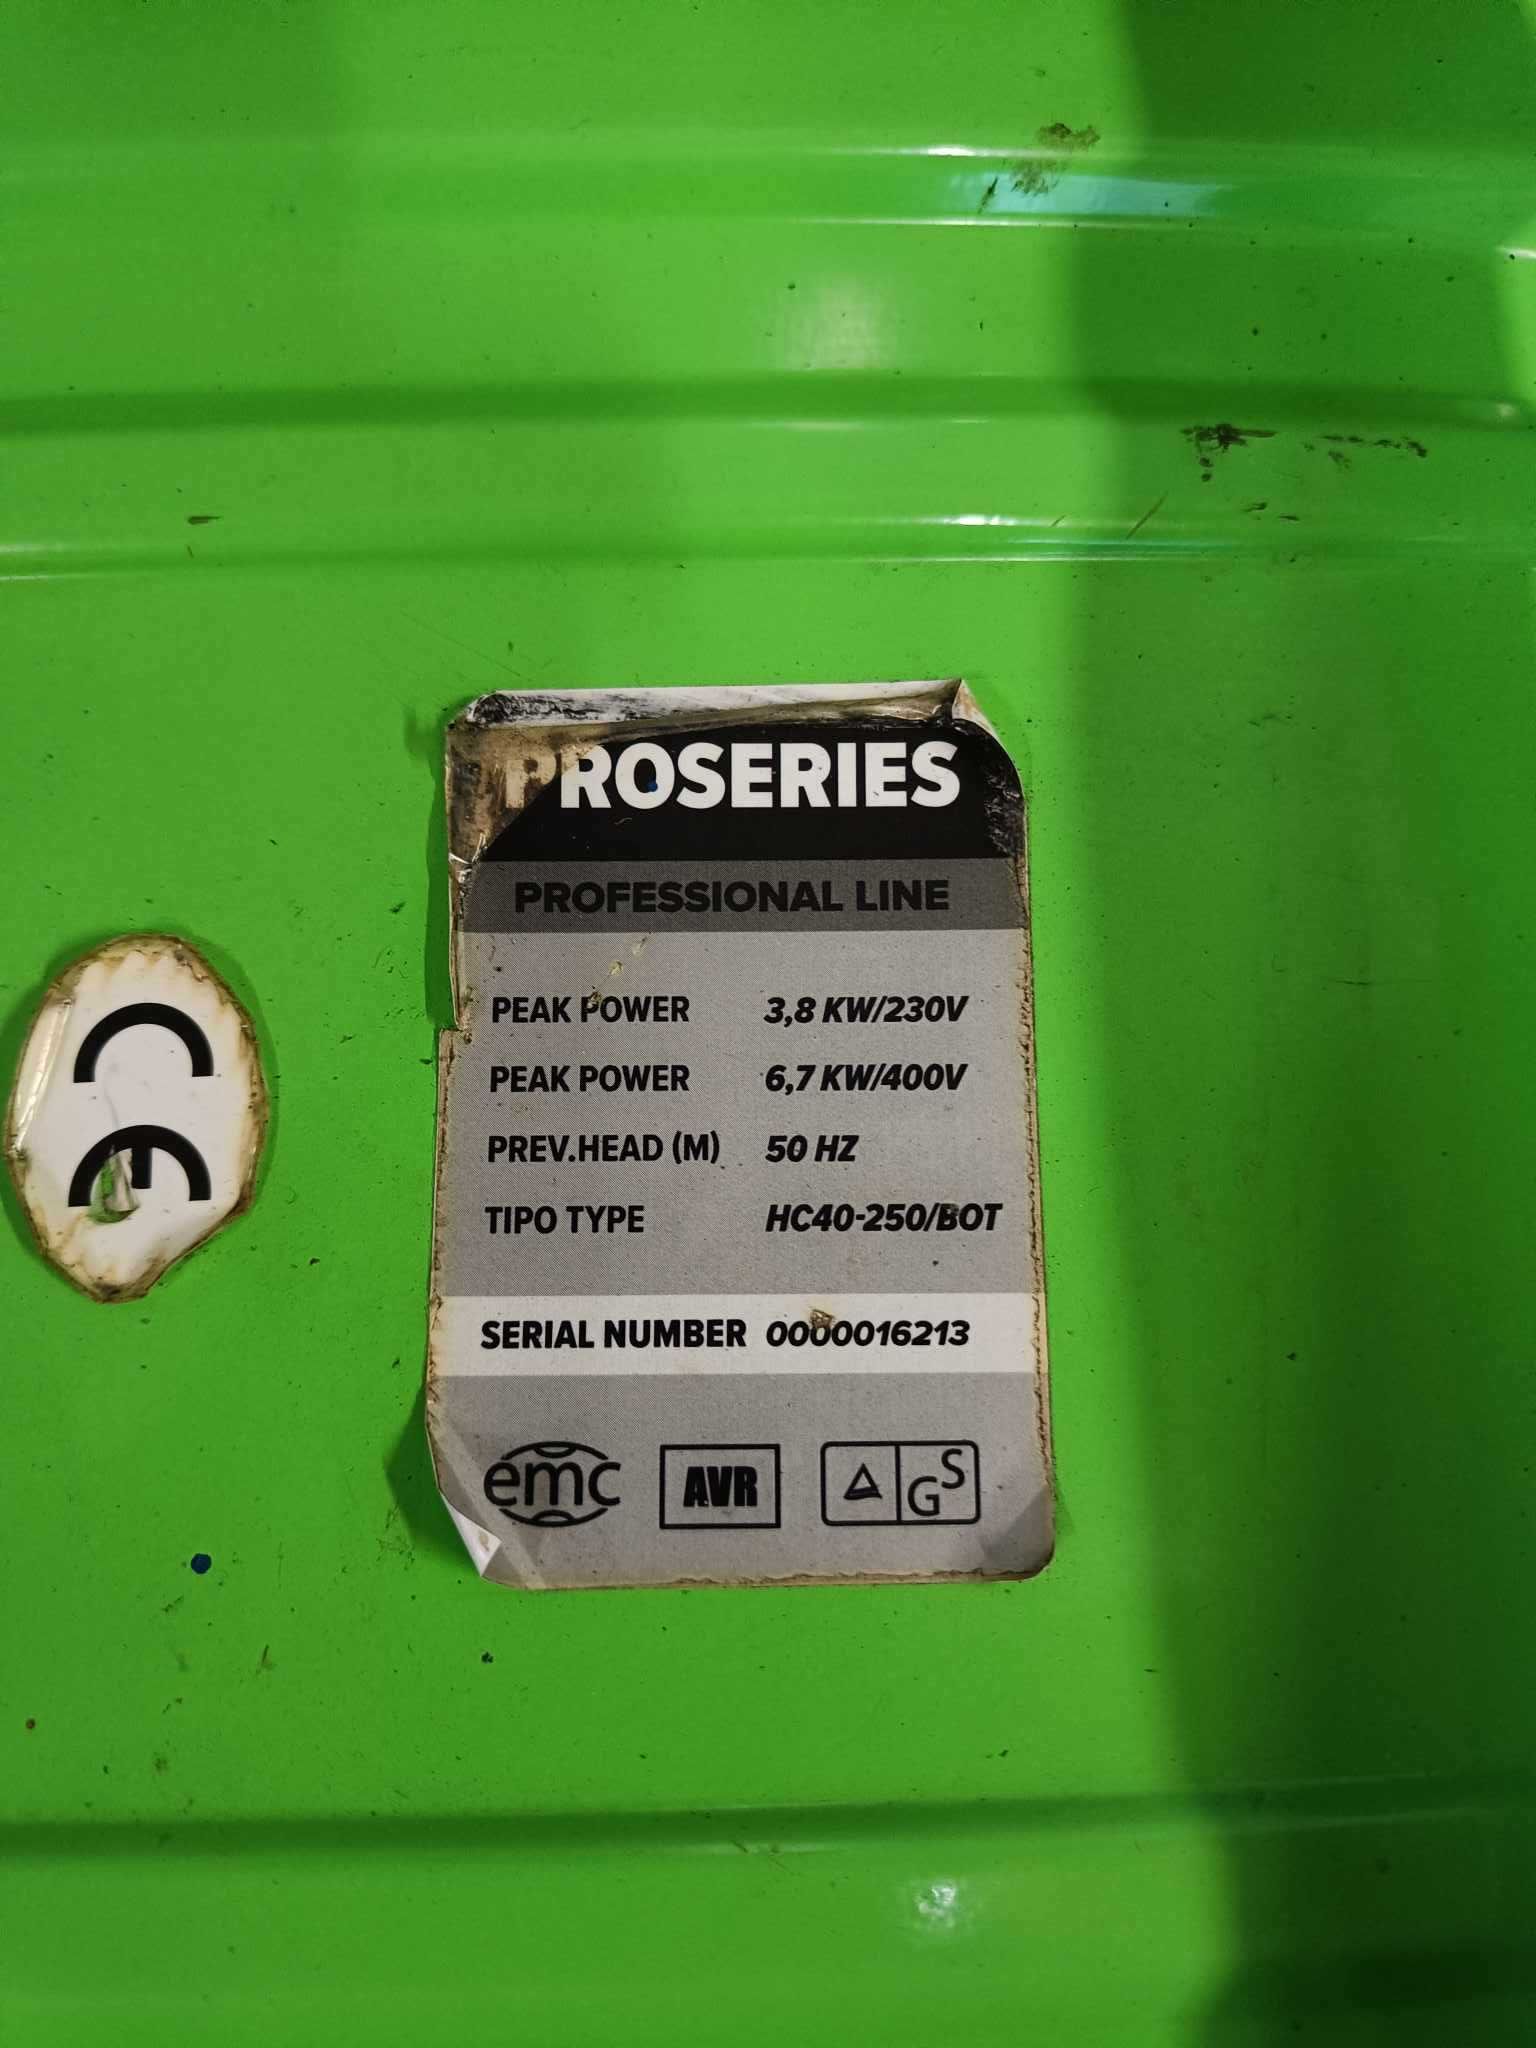 PROSERIES
PROFESSIONAL LINE
PEAK POWER 3,8 KW/230V
PEAK POWER 6,7 KW/400V
PREV.HEAD (M) 50 HZ
TIPO TYPE HC40-250/BOT
SERIAL NUMBER 0000016213
emc AVR GS
CE